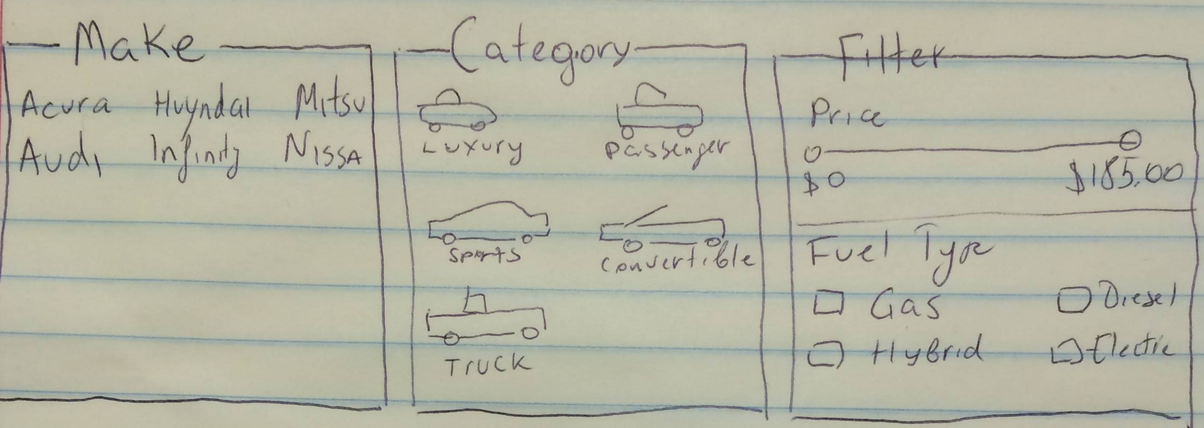 Make
Acura Huyndai Mitsu
Audi Infinity NISSA
Category
Luxury
Passenger
Sports
Convertible
Truck
Filter
Price
$0 $185.00
Fuel Type
Gas Diesel
Hybrid Electic